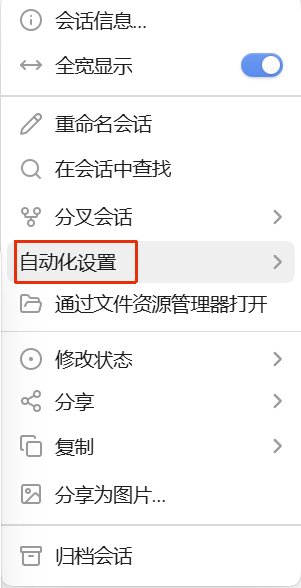 会话信息...
全宽显示
重命名会话
在会话中查找
分叉会话
自动化设置
通过文件资源管理器打开
修改状态
分享
复制
分享为图片...
归档会话